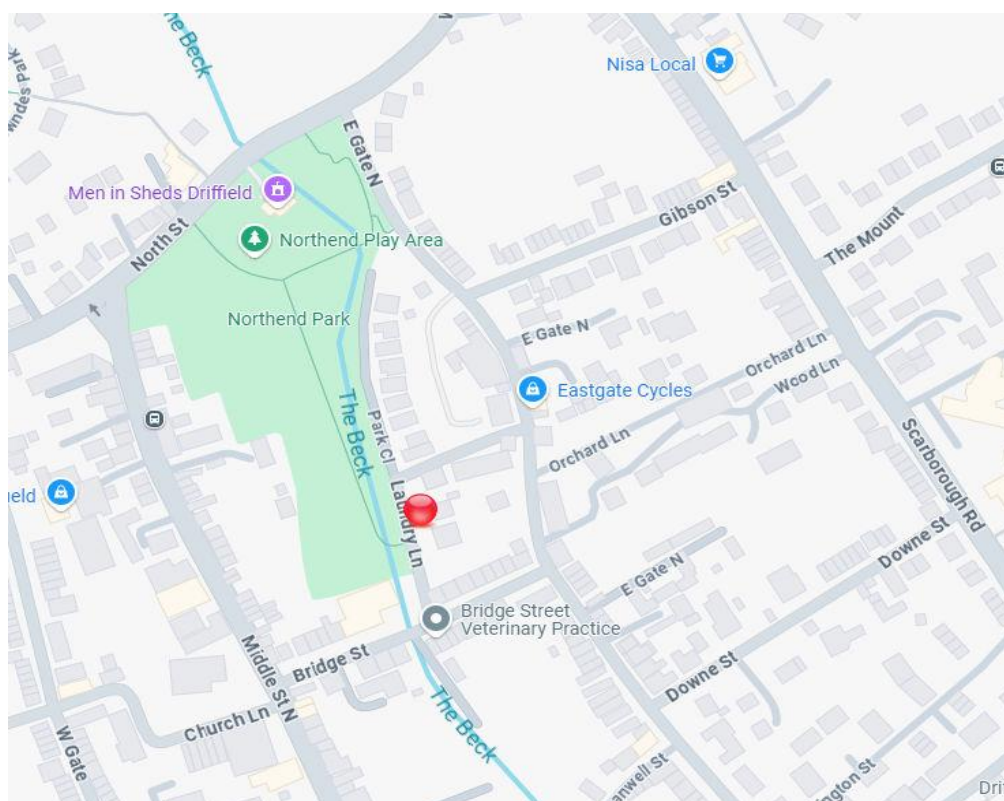 The Beck
Nisa Local
E Gate N
Men in Sheds Driffield
Gibson St
North St
Northend Play Area
The Mount
Northend Park
E Gate N
Orchard Ln
Wood Ln
Eastgate Cycles
The Beck
Park Cl
Orchard Ln
Scarborough Rd
Laundry Ln
Downe St
E Gate N
Bridge Street
Veterinary Practice
Middle St N
Bridge St
Downe St
The Beck
Church Ln
W Gate